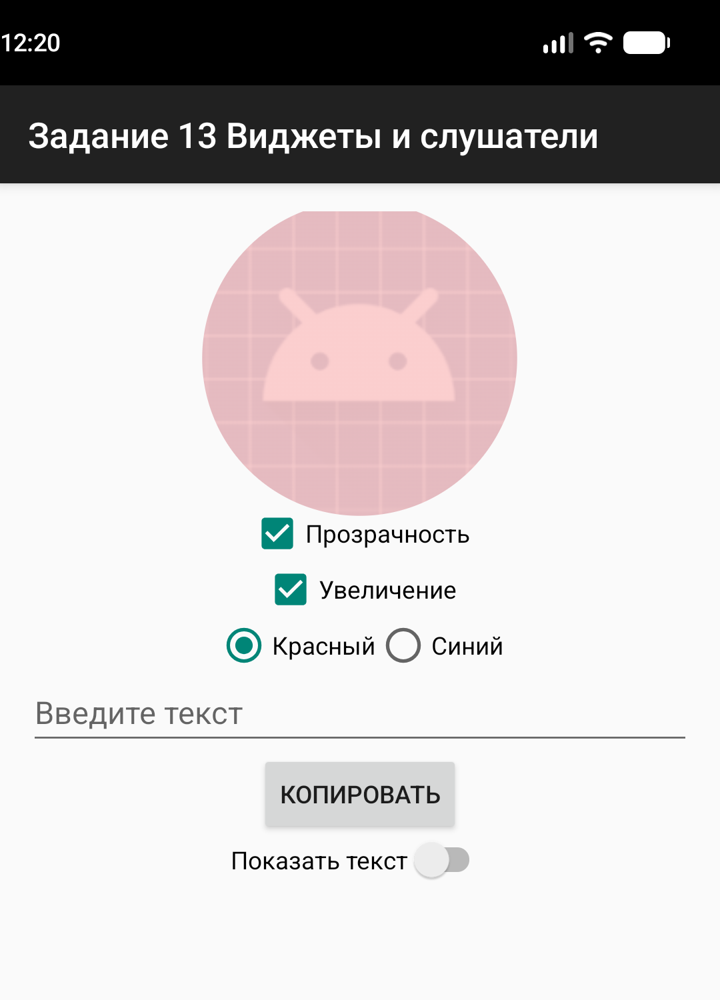 12:20
Задание 13 Виджеты и слушатели
Прозрачность
Увеличение
Красный Синий
Введите текст
КОПИРОВАТЬ
Показать текст